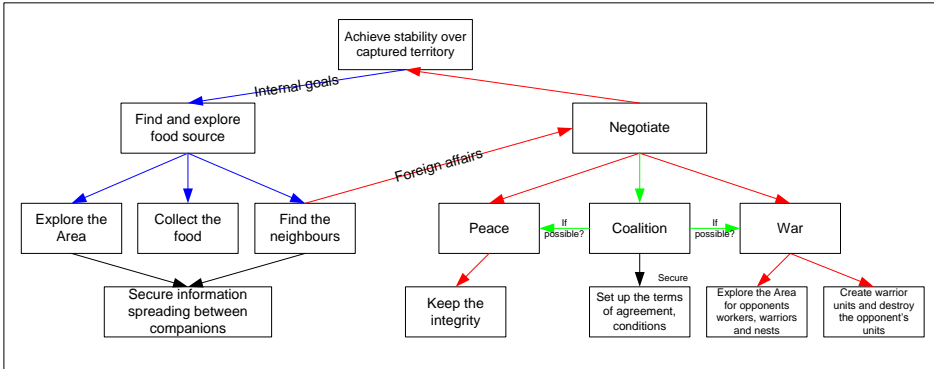 Achieve stability over
captured territory
Internal goals
Find and explore
food source
Negotiate
Foreign affairs
Explore the
Area
Collect the
food
Find the
neighbours
Peace
If
possible?
Coalition
If
possible?
War
Secure information
spreading between
companions
Keep the
integrity
Secure
Set up the terms
of agreement,
conditions
Explore the Area
for opponents
workers, warriors
and nests
Create warrior
units and destroy
the opponent's
units